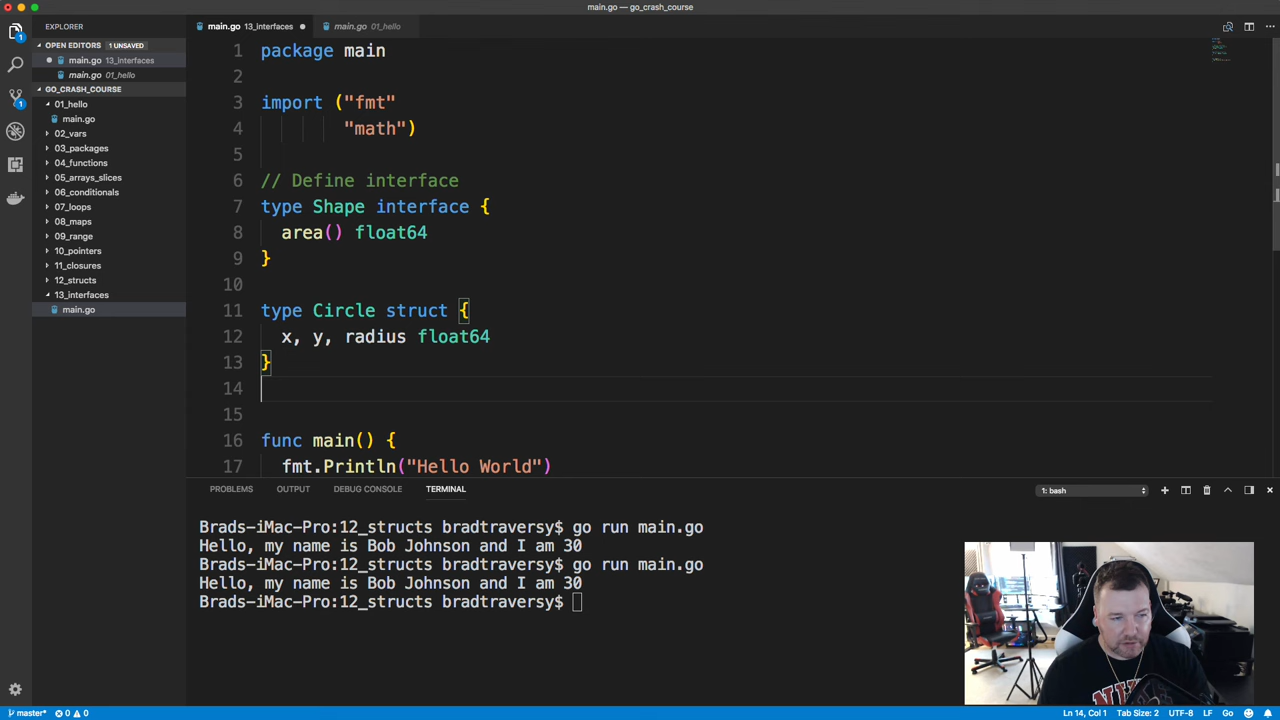 main.go — go_crash_course
EXPLORER
main.go 13_interfaces
main.go 01_hello
OPEN EDITORS 1 UNSAVED
main.go 13_interfaces
main.go 01_hello
GO_CRASH_COURSE
01_hello
main.go
02_vars
03_packages
04_functions
05_arrays_slices
06_conditionals
07_loops
08_maps
09_range
10_pointers
11_closures
12_structs
13_interfaces
main.go
1
1
1 package main
2
3 import ("fmt"
4 "math")
5
6 // Define interface
7 type Shape interface {
8 area() float64
9 }
10
11 type Circle struct {
12 x, y, radius float64
13 }
14
15
16 func main() {
17 fmt.Println("Hello World")
PROBLEMS OUTPUT DEBUG CONSOLE TERMINAL 1: bash
Brads-iMac-Pro:12_structs bradtraversy$ go run main.go
Hello, my name is Bob Johnson and I am 30
Brads-iMac-Pro:12_structs bradtraversy$ go run main.go
Hello, my name is Bob Johnson and I am 30
Brads-iMac-Pro:12_structs bradtraversy$
master* 0 0 Ln 14, Col 1 Tab Size: 2 UTF-8 LF Go